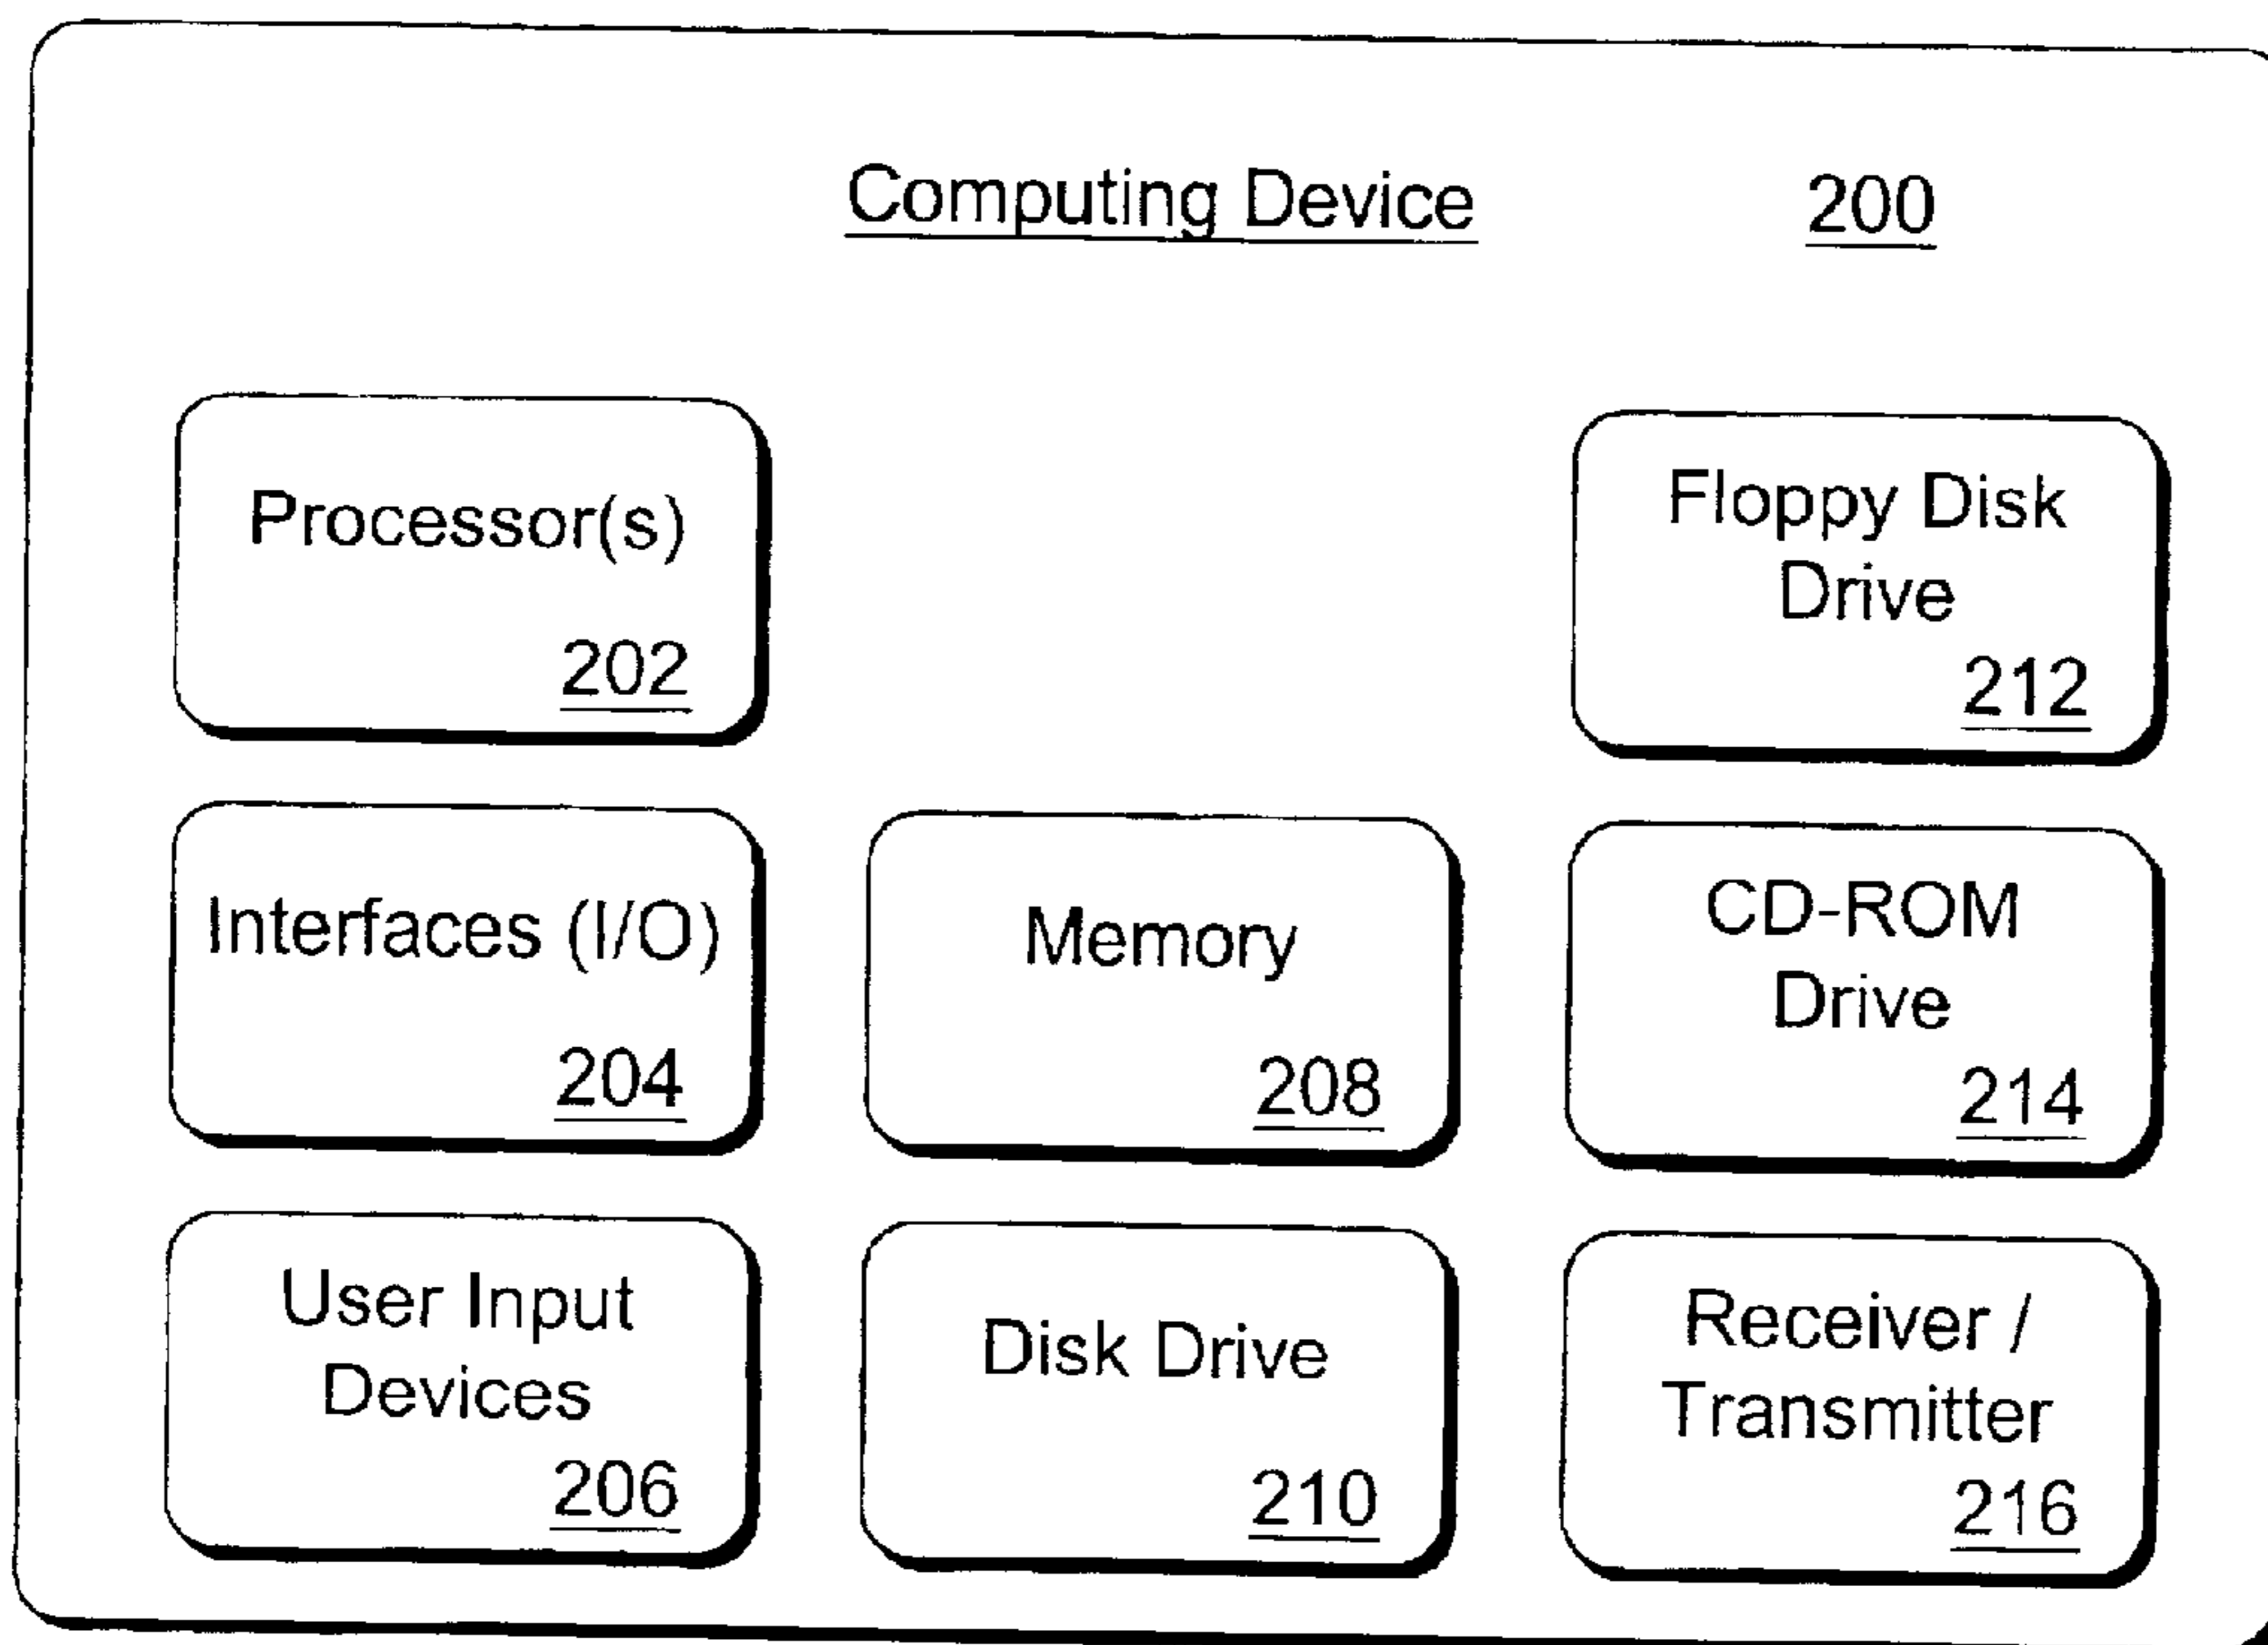 Computing Device 200
Processor(s)
202
Floppy Disk
Drive
212
Interfaces (I/O)
204
Memory
208
CD-ROM
Drive
214
User Input
Devices
206
Disk Drive
210
Receiver /
Transmitter
216